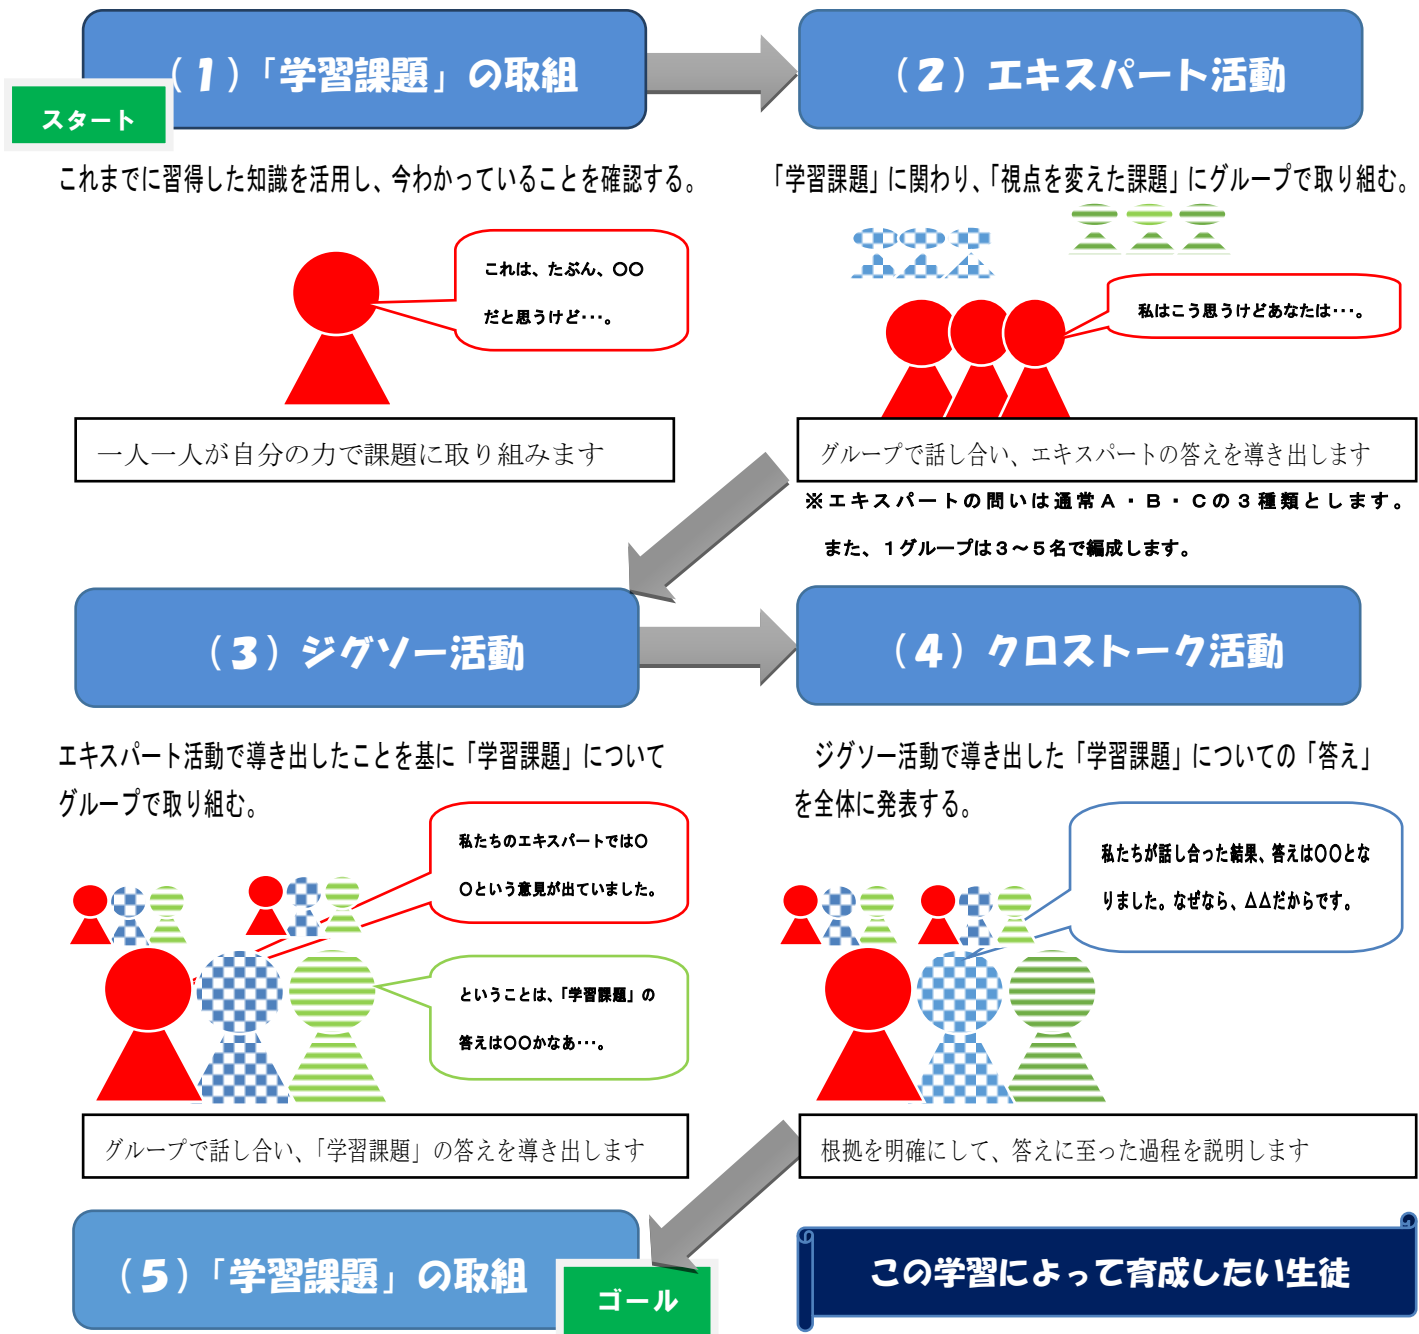 （1）「学習課題」の取組
スタート
これまでに習得した知識を活用し、今わかっていることを確認する。
これは、たぶん、〇〇
だと思うけど･･･。
一人一人が自分の力で課題に取り組みます
（2）エキスパート活動
「学習課題」に関わり、「視点を変えた課題」にグループで取り組む。
私はこう思うけどあなたは･･･。
グループで話し合い、エキスパートの答えを導き出します
※エキスパートの問いは通常Ａ・Ｂ・Ｃの３種類とします。
また、１グループは３～５名で編成します。
（3）ジグソー活動
エキスパート活動で導き出したことを基に「学習課題」について
グループで取り組む。
私たちのエキスパートでは〇
〇という意見が出ていました。
ということは、「学習課題」の
答えは〇〇かなあ･･･。
グループで話し合い、「学習課題」の答えを導き出します
（4）クロストーク活動
ジグソー活動で導き出した「学習課題」についての「答え」
を全体に発表する。
私たちが話し合った結果、答えは〇〇とな
りました。なぜなら、△△だからです。
根拠を明確にして、答えに至った過程を説明します
（5）「学習課題」の取組
ゴール
この学習によって育成したい生徒